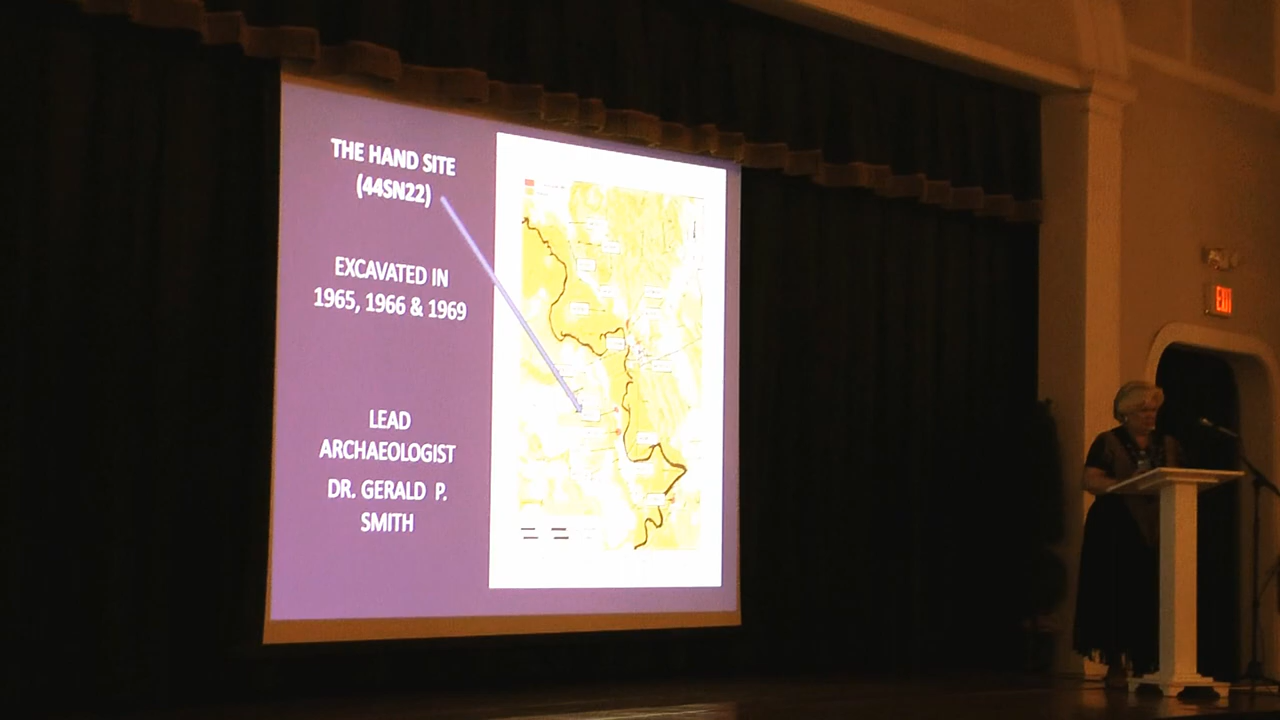 THE HAND SITE
(44SN22)
EXCAVATED IN
1965, 1966 & 1969
LEAD
ARCHAEOLOGIST
DR. GERALD P.
SMITH
EXIT